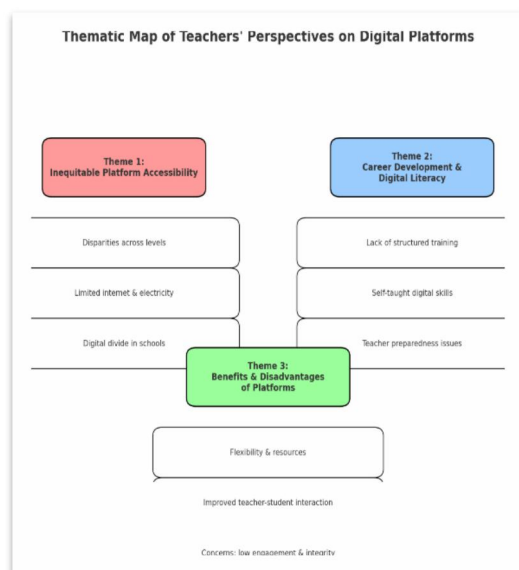 Thematic Map of Teachers' Perspectives on Digital Platforms
Theme 1:
Inequitable Platform Accessibility
Disparities across levels
Limited internet & electricity
Digital divide in schools
Theme 2:
Career Development &
Digital Literacy
Lack of structured training
Self-taught digital skills
Teacher preparedness issues
Theme 3:
Benefits & Disadvantages
of Platforms
Flexibility & resources
Improved teacher-student interaction
Concerns: low engagement & integrity